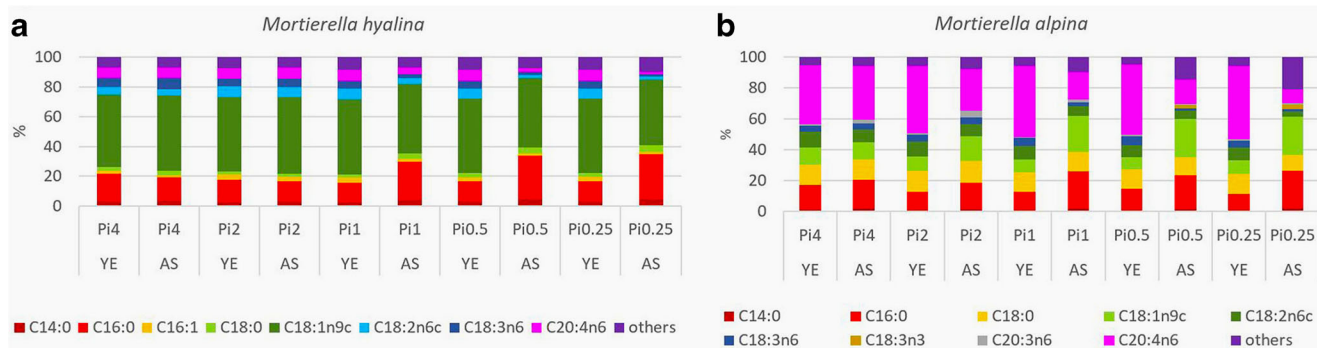 a
Mortierella hyalina
100
80
60
40
20
0
%
Pi4 Pi4 Pi2 Pi2 Pi1 Pi1 Pi0.5 Pi0.5 Pi0.25 Pi0.25
YE AS YE AS YE AS YE AS YE AS
C14:0 C16:0 C16:1 C18:0 C18:1n9c C18:2n6c C18:3n6 C20:4n6 others
b
Mortierella alpina
100
80
60
40
20
0
%
Pi4 Pi4 Pi2 Pi2 Pi1 Pi1 Pi0.5 Pi0.5 Pi0.25 Pi0.25
YE AS YE AS YE AS YE AS YE AS
C14:0 C16:0 C18:0 C18:1n9c C18:2n6c
C18:3n6 C18:3n3 C20:3n6 C20:4n6 others